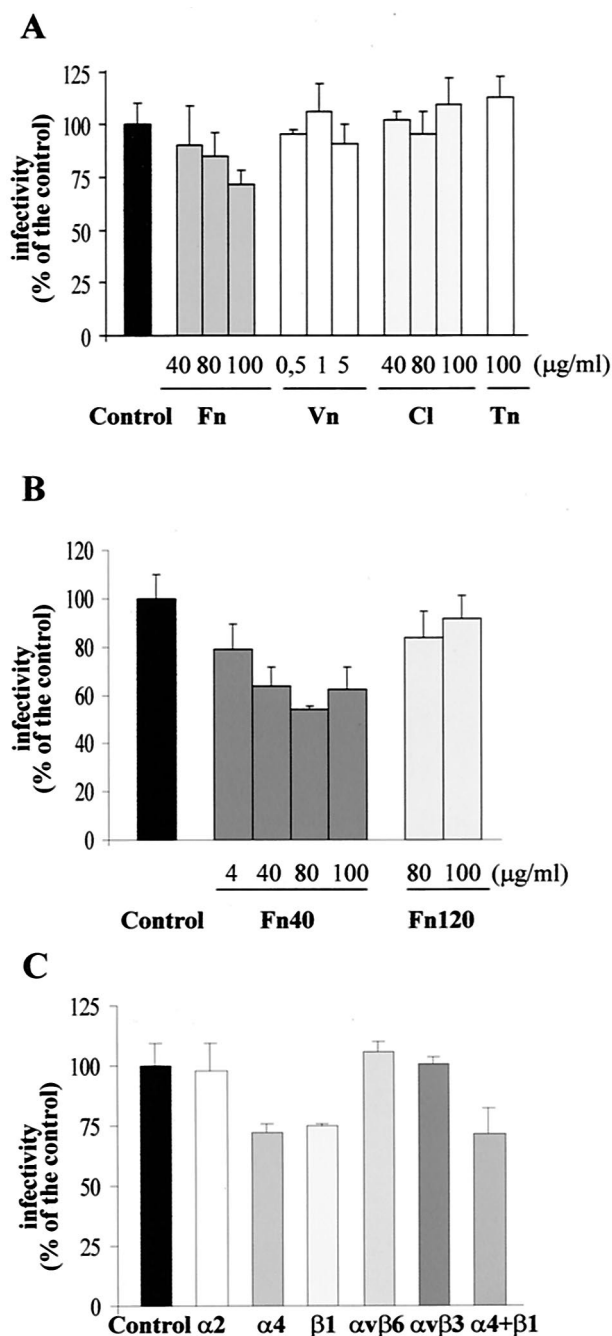 A
infectivity
(% of the control)
125
100
75
50
25
0
40 80 100 0,5 1 5 40 80 100 100 (μg/ml)
Control Fn Vn Cl Tn
B
infectivity
(% of the control)
120
100
80
60
40
20
0
4 40 80 100 80 100 (μg/ml)
Control Fn40 Fn120
C
infectivity
(% of the control)
125
100
75
50
25
0
Control α2 α4 β1 αvβ6 αvβ3 α4+β1